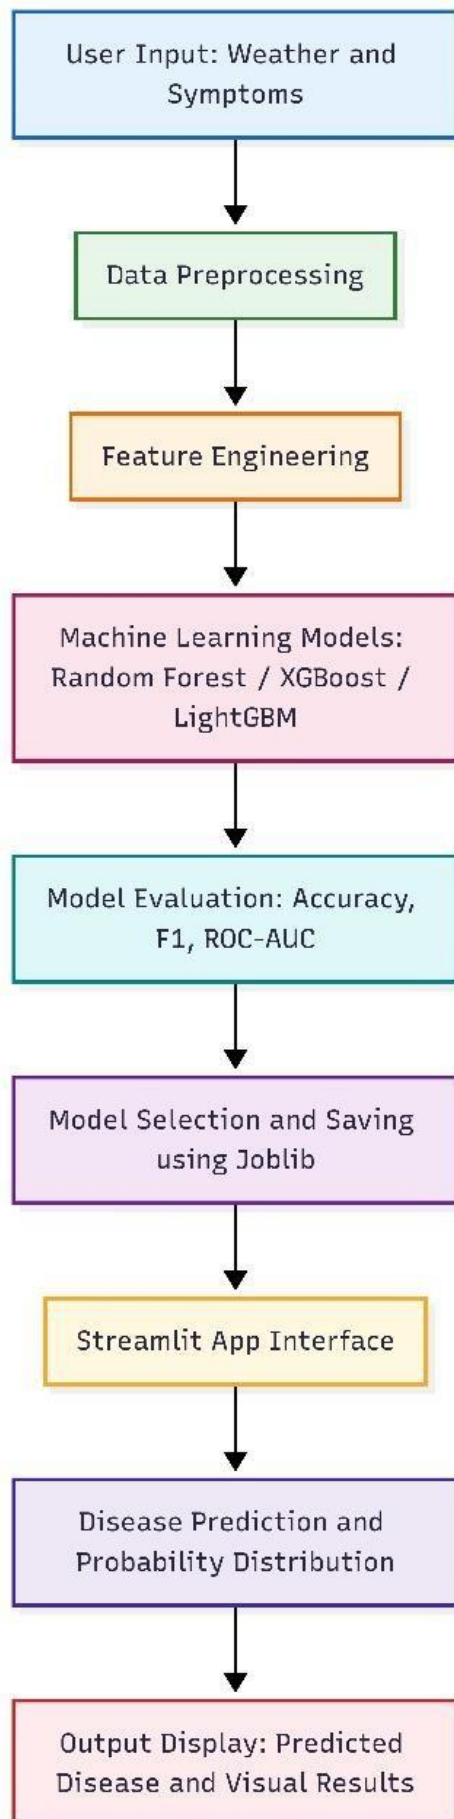 User Input: Weather and
Symptoms
Data Preprocessing
Feature Engineering
Machine Learning Models:
Random Forest / XGBoost /
LightGBM
Model Evaluation: Accuracy,
F1, ROC-AUC
Model Selection and Saving
using Joblib
Streamlit App Interface
Disease Prediction and
Probability Distribution
Output Display: Predicted
Disease and Visual Results